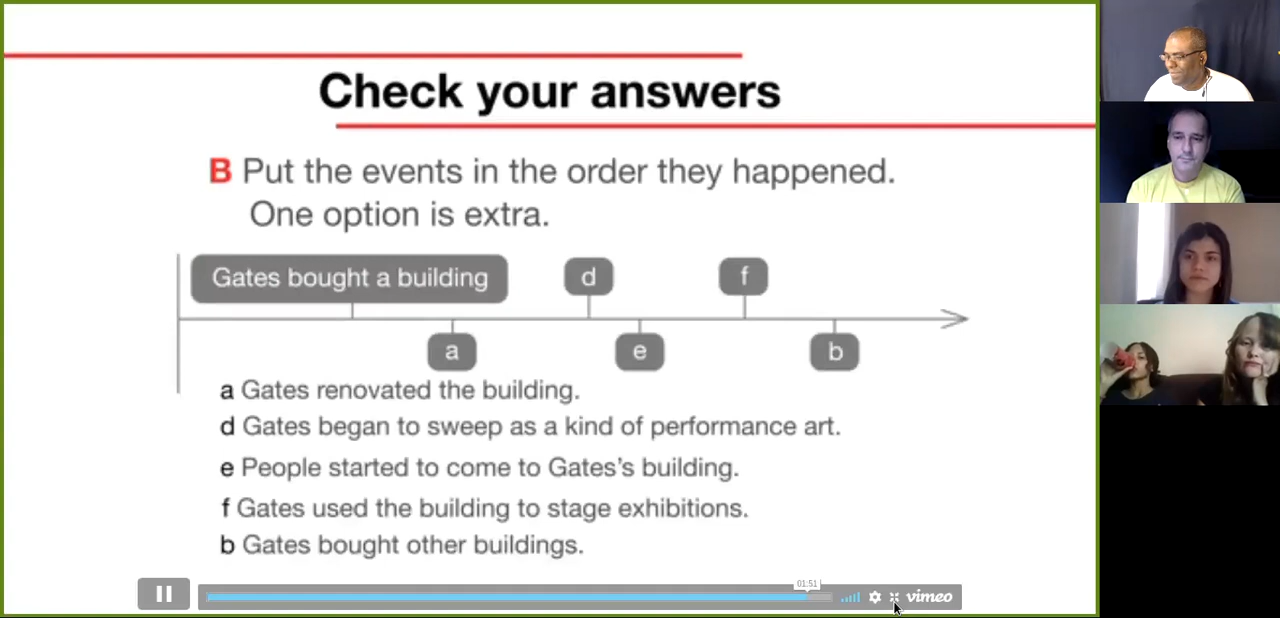 Check your answers
B Put the events in the order they happened.
One option is extra.
Gates bought a building
d
f
a
e
b
a Gates renovated the building.
d Gates began to sweep as a kind of performance art.
e People started to come to Gates's building.
f Gates used the building to stage exhibitions.
b Gates bought other buildings.
01:51
vimeo